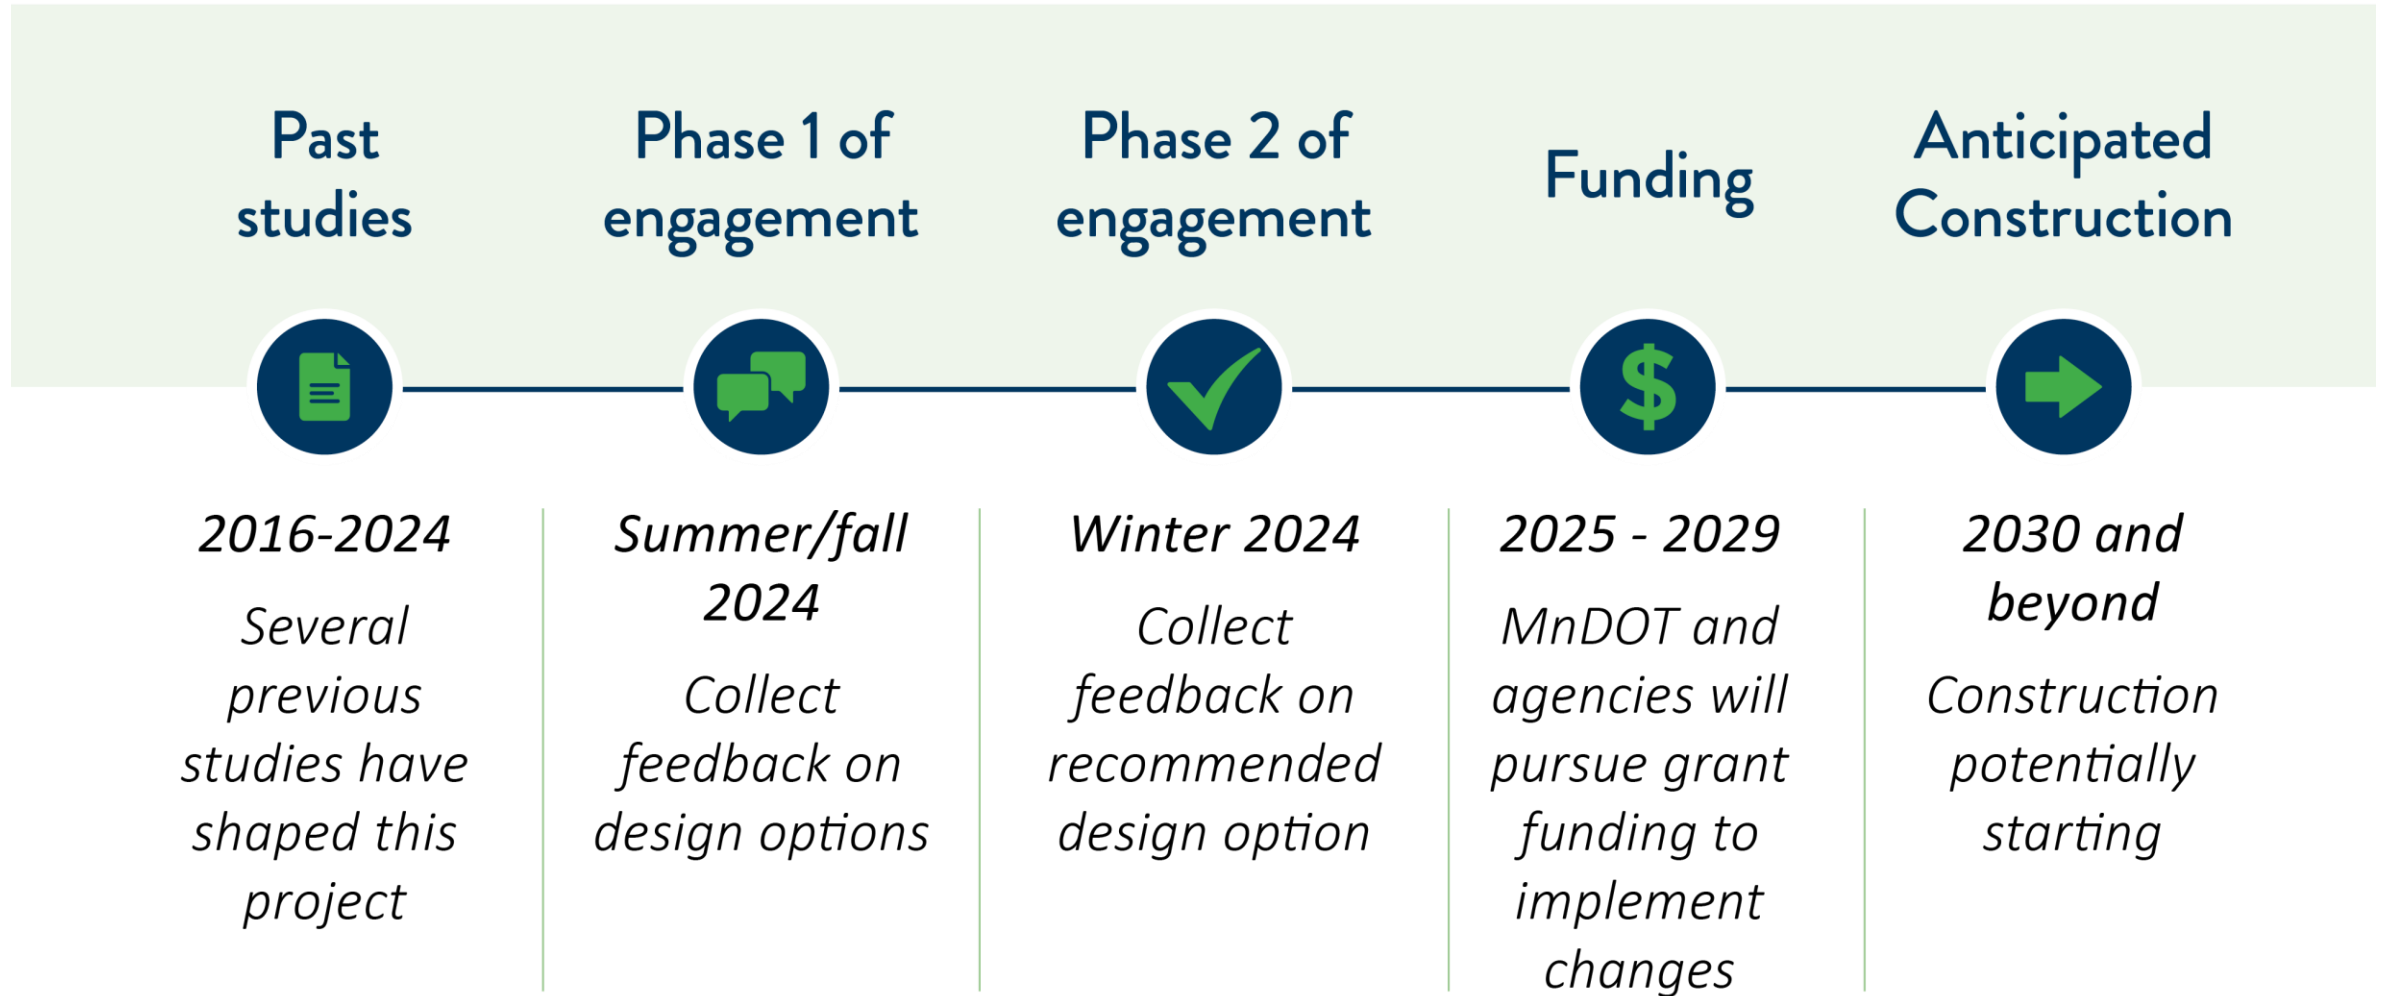 Past
studies
Phase 1 of
engagement
Phase 2 of
engagement
Funding
Anticipated
Construction
$
2016-2024
Several
previous
studies have
shaped this
project
Summer/fall
2024
Collect
feedback on
design options
Winter 2024
Collect
feedback on
recommended
design option
2025 - 2029
MnDOT and
agencies will
pursue grant
funding to
implement
changes
2030 and
beyond
Construction
potentially
starting